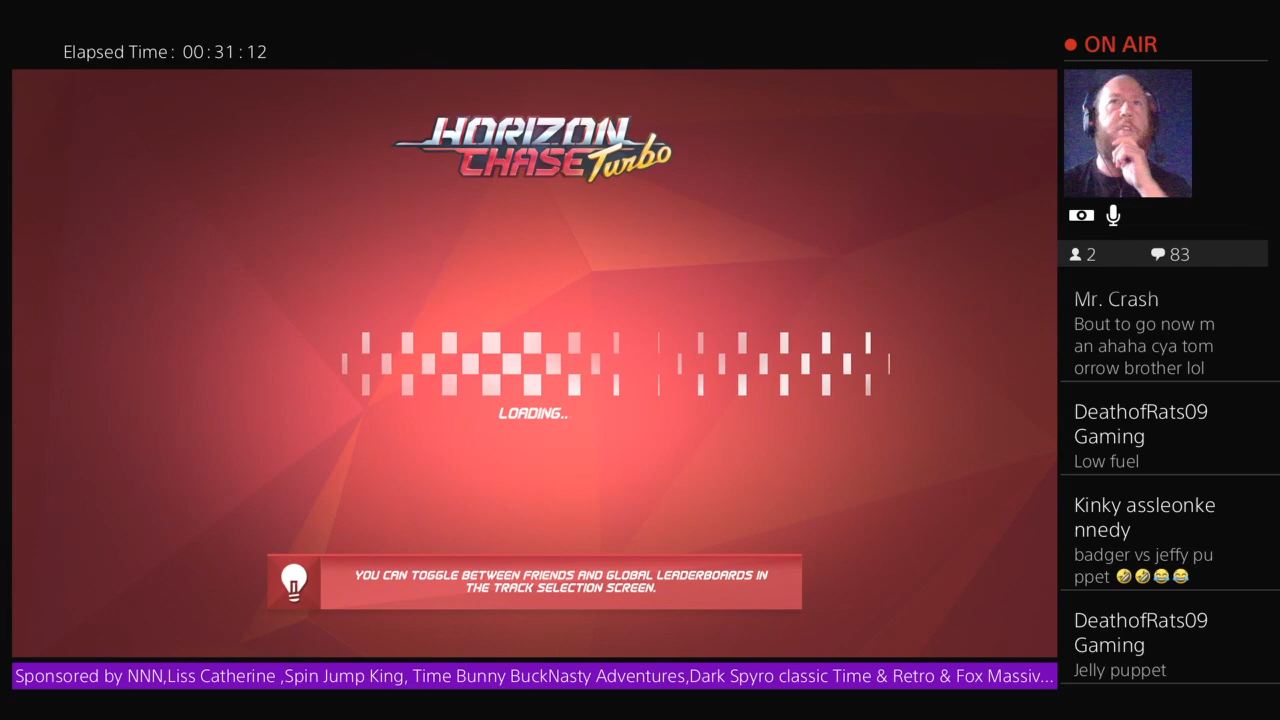 Elapsed Time: 00:31:12
ON AIR
HORIZON
CHASE Turbo
2 83
Mr. Crash
Bout to go now m
an ahaha cya tom
orrow brother lol
LOADING..
DeathofRats09
Gaming
Low fuel
Kinky assleonke
nnedy
badger vs jeffy pu
ppet 🤣🤣😂😂
YOU CAN TOGGLE BETWEEN FRIENDS AND GLOBAL LEADERBOARDS IN
THE TRACK SELECTION SCREEN.
DeathofRats09
Gaming
Jelly puppet
Sponsored by NNN,Liss Catherine ,Spin Jump King, Time Bunny BuckNasty Adventures,Dark Spyro classic Time & Retro & Fox Massiv...